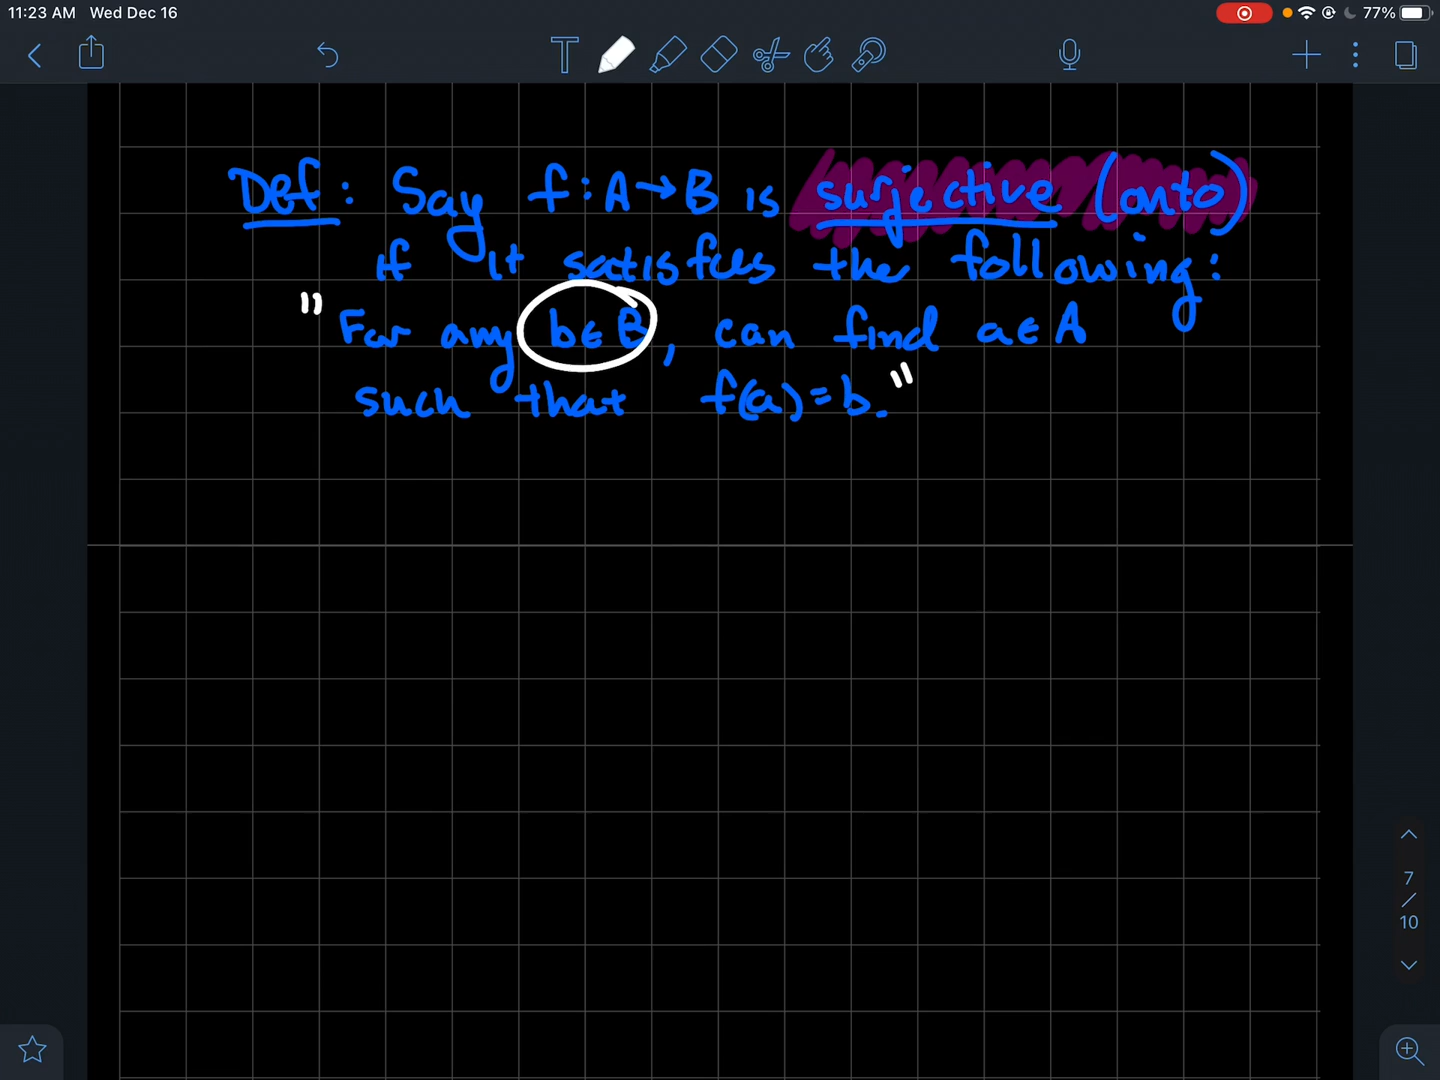 11:23 AM Wed Dec 16
77%
T
Def: Say f: A→B is surjective (onto)
if it satisfies the following:
"For any b∈B, can find a∈A
such that f(a)=b."
7
/
10